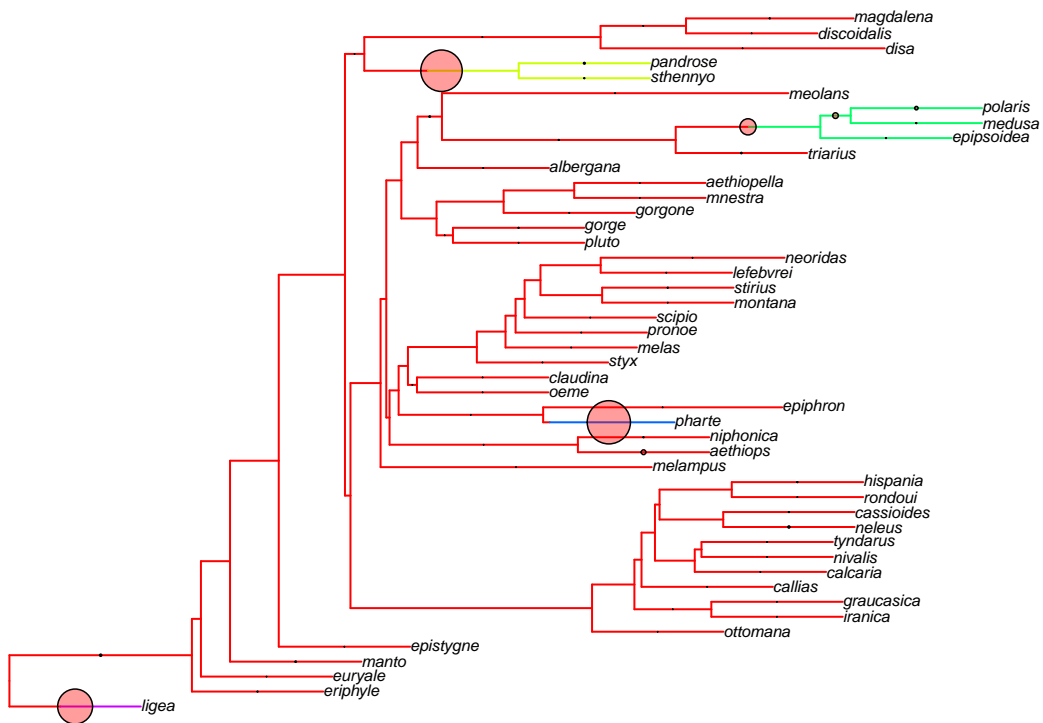 magdalena
discoidalis
disa
pandrose
sthennyo
meolans
polaris
medusa
epipsoidea
triarius
albergana
aethiopella
mnestra
gorgone
gorge
pluto
neoridas
lefebvrei
stirius
montana
scipio
pronoe
melas
styx
claudina
oeme
epiphron
pharte
niphonica
aethiops
melampus
hispania
rondoui
cassioides
neleus
tyndarus
nivalis
calcaria
callias
graucasica
iranica
ottomana
epistygne
manto
euryale
eriphyle
ligea